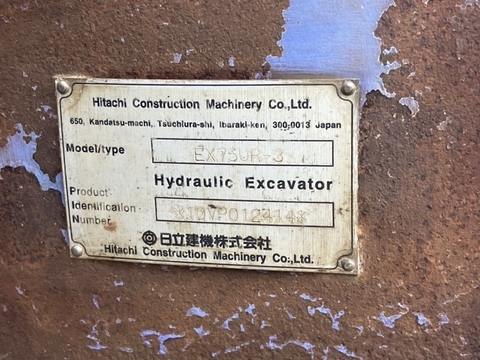 Hitachi Construction Machinery Co.,Ltd.
650, Kandatsu-machi, Tsuchiura-shi, Ibaraki-ken, 300-0013 Japan
Model/type EX75UR-3
Hydraulic Excavator
Product
Identification
Number *1DVP012414*
日立建機株式会社
Hitachi Construction Machinery Co.,Ltd.